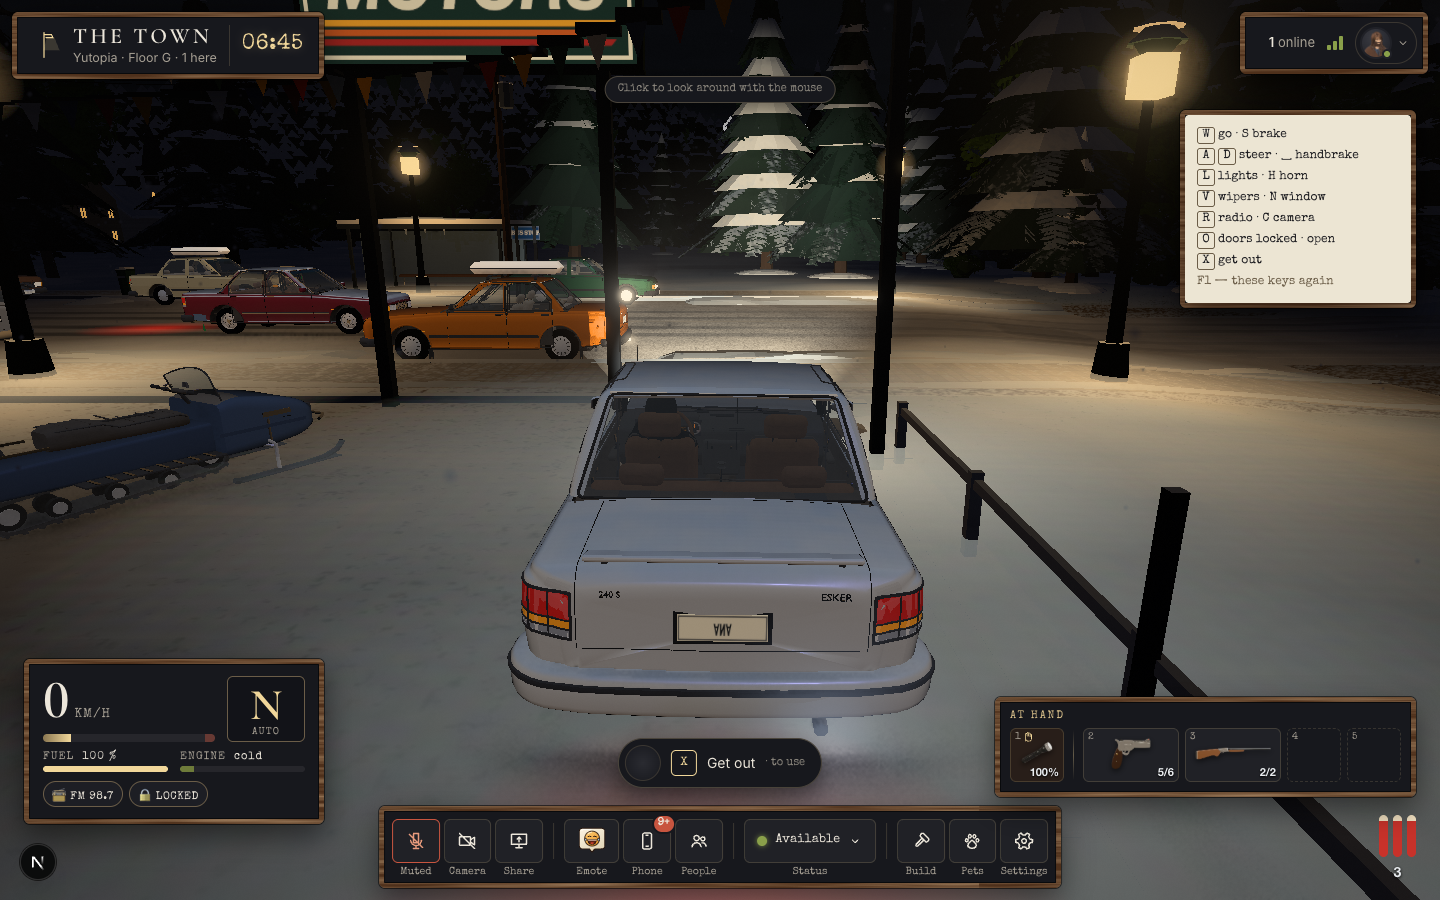 MOTORS
THE TOWN
Yutopia · Floor G · 1 here
06:45
1 online
Click to look around with the mouse
W go · S brake
A D steer · ⎵ handbrake
L lights · H horn
V wipers · N window
R radio · C camera
O doors locked · open
X get out
F1 — these keys again
240 S
ESKER
ANA
0 KM/H
N
AUTO
FUEL 100 %
ENGINE cold
FM 98.7
LOCKED
X Get out · to use
AT HAND
1
100%
2
5/6
3
2/2
4
5
9+
Available
Muted
Camera
Share
Emote
Phone
People
Status
Build
Pets
Settings
N
3